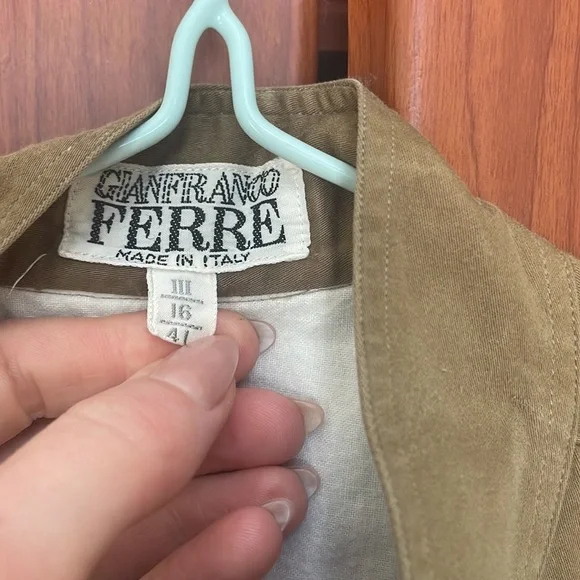 GIANFRANCO
FERRE
MADE IN ITALY
III
16
41